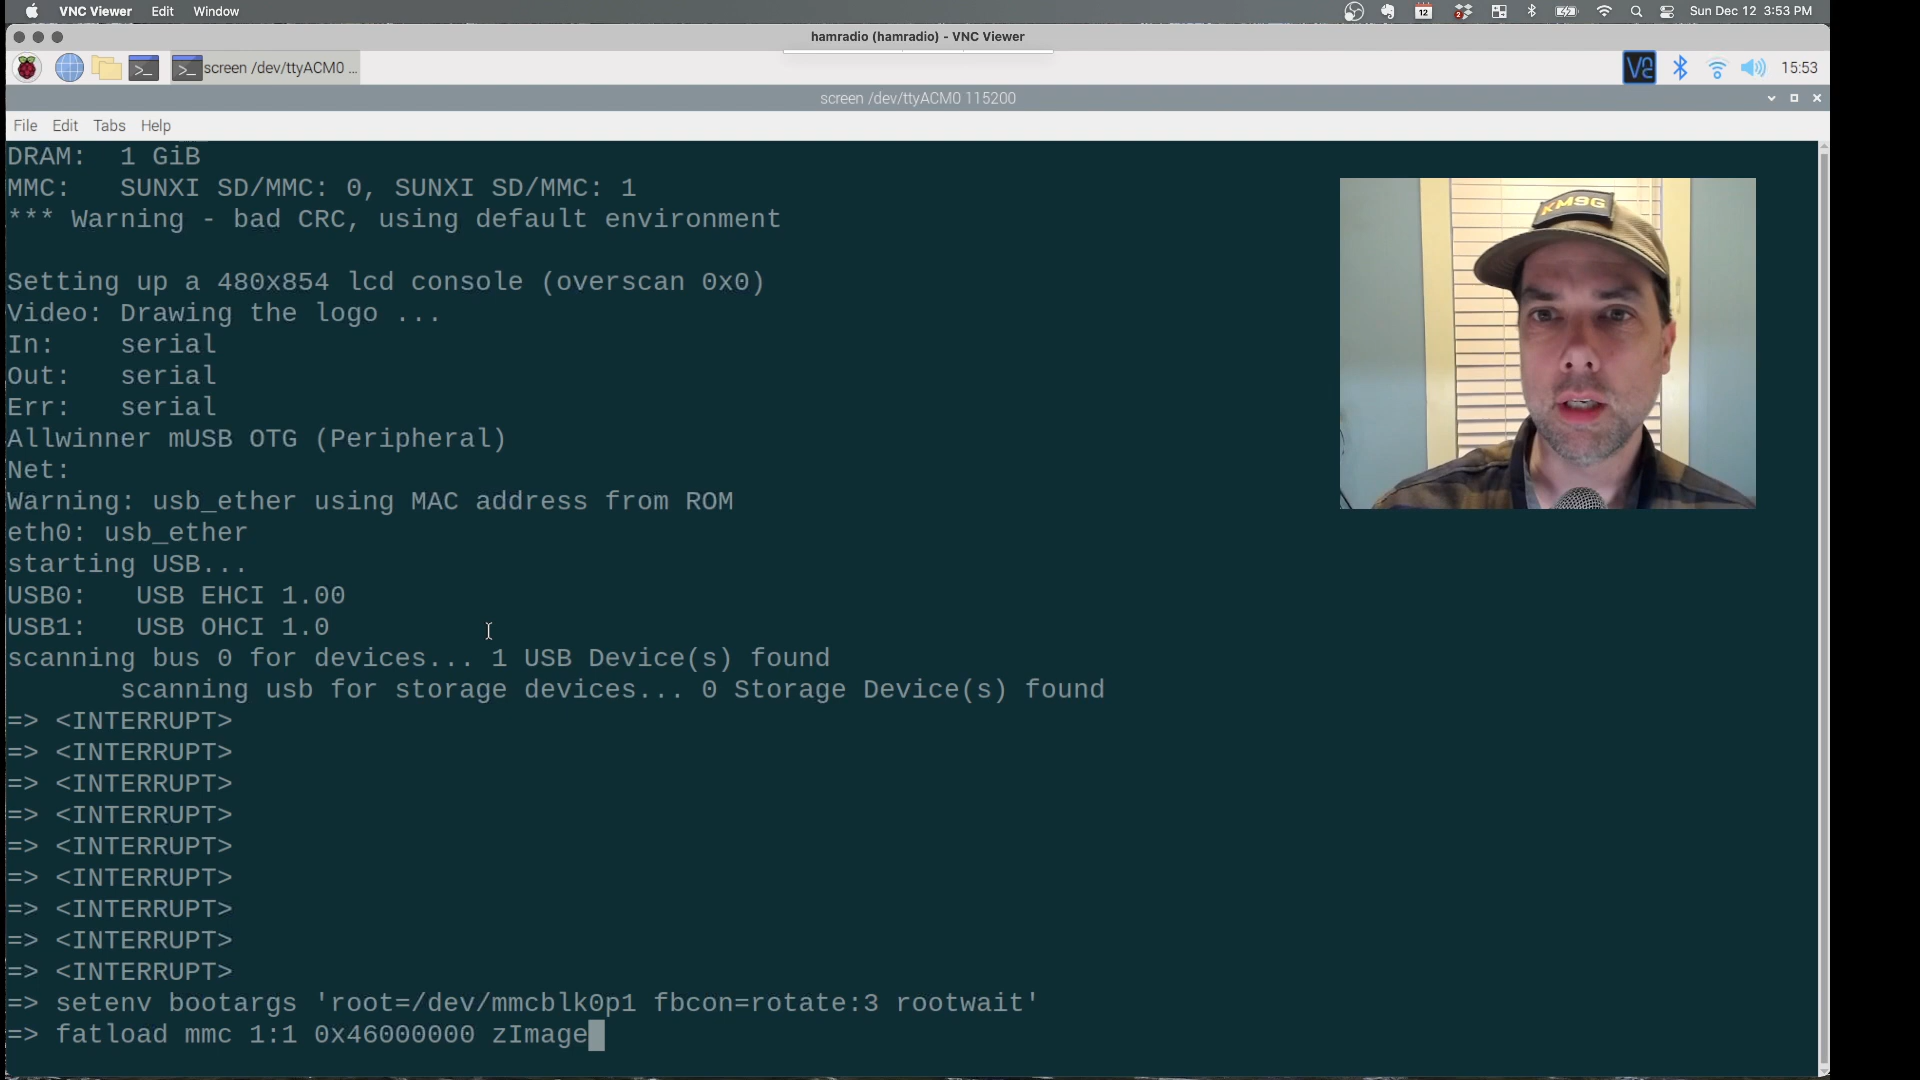 VNC Viewer Edit Window
12
2
Sun Dec 12 3:53 PM
hamradio (hamradio) - VNC Viewer
screen /dev/ttyACM0 ...
15:53
screen /dev/ttyACM0 115200
File Edit Tabs Help
DRAM: 1 GiB
MMC: SUNXI SD/MMC: 0, SUNXI SD/MMC: 1
*** Warning - bad CRC, using default environment
Setting up a 480x854 lcd console (overscan 0x0)
Video: Drawing the logo ...
In: serial
Out: serial
Err: serial
Allwinner mUSB OTG (Peripheral)
Net:
Warning: usb_ether using MAC address from ROM
eth0: usb_ether
starting USB...
USB0: USB EHCI 1.00
USB1: USB OHCI 1.0
scanning bus 0 for devices... 1 USB Device(s) found
scanning usb for storage devices... 0 Storage Device(s) found
=> <INTERRUPT>
=> <INTERRUPT>
=> <INTERRUPT>
=> <INTERRUPT>
=> <INTERRUPT>
=> <INTERRUPT>
=> <INTERRUPT>
=> <INTERRUPT>
=> <INTERRUPT>
=> setenv bootargs 'root=/dev/mmcblk0p1 fbcon=rotate:3 rootwait'
=> fatload mmc 1:1 0x46000000 zImage
KM9G